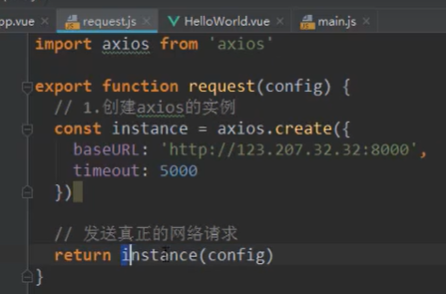 pp.vue request.js HelloWorld.vue main.js
import axios from 'axios'
export function request(config) {
// 1.创建axios的实例
const instance = axios.create({
baseURL: 'http://123.207.32.32:8000',
timeout: 5000
})
// 发送真正的网络请求
return instance(config)
}